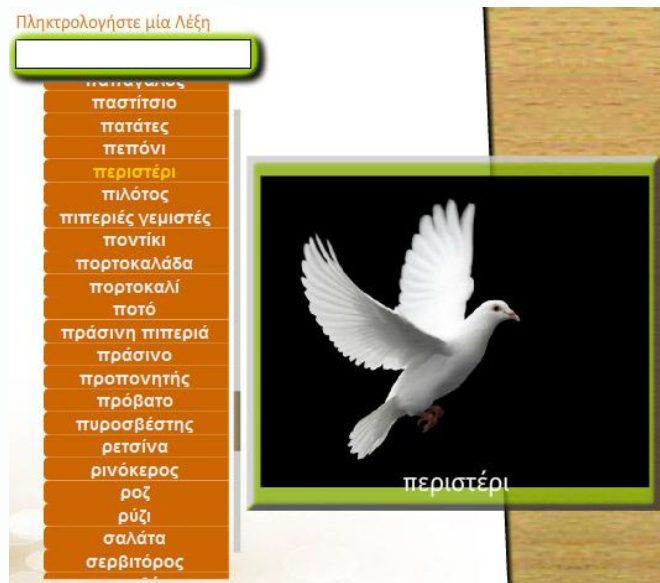 Πληκτρολογήστε μία Λέξη
παπαγάλος
παστίτσιο
πατάτες
πεπόνι
περιστέρι
πιλότος
πιπεριές γεμιστές
ποντίκι
πορτοκαλάδα
πορτοκαλί
ποτό
πράσινη πιπεριά
πράσινο
προπονητής
πρόβατο
πυροσβέστης
ρετσίνα
ρινόκερος
ροζ
ρύζι
σαλάτα
σερβιτόρος
περιστέρι